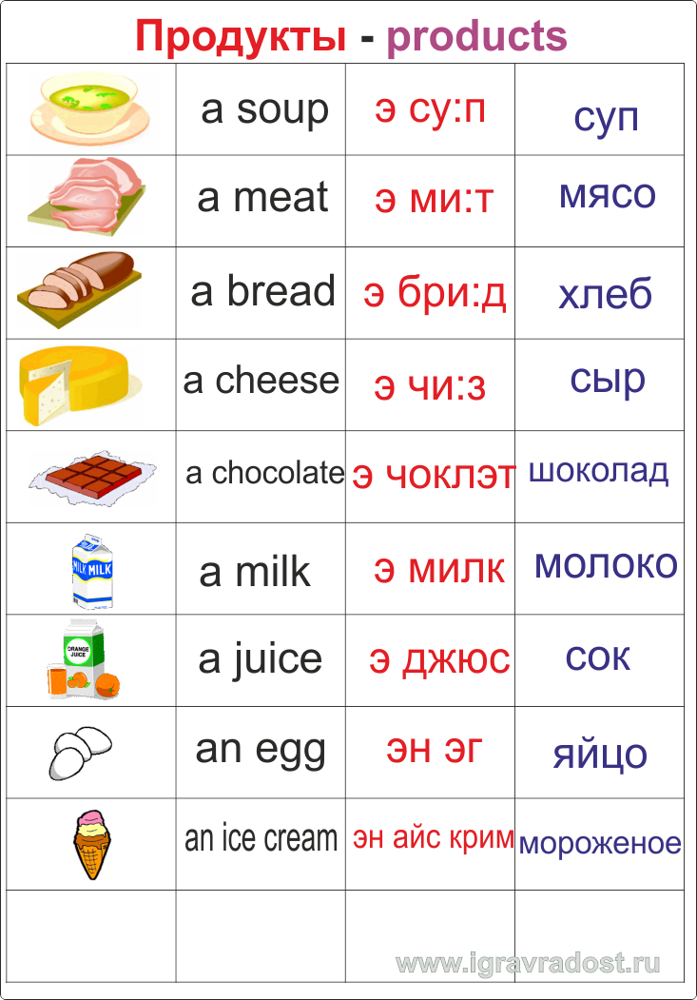 Продукты - products
a soup э су:п суп
a meat э ми:т мясо
a bread э бри:д хлеб
a cheese э чи:з сыр
a chocolate э чоклэт шоколад
MILK MILK
a milk э милк молоко
ORANGE
JUICE
a juice э джюс сок
an egg эн эг яйцо
an ice cream эн айс крим мороженое
www.igravradost.ru